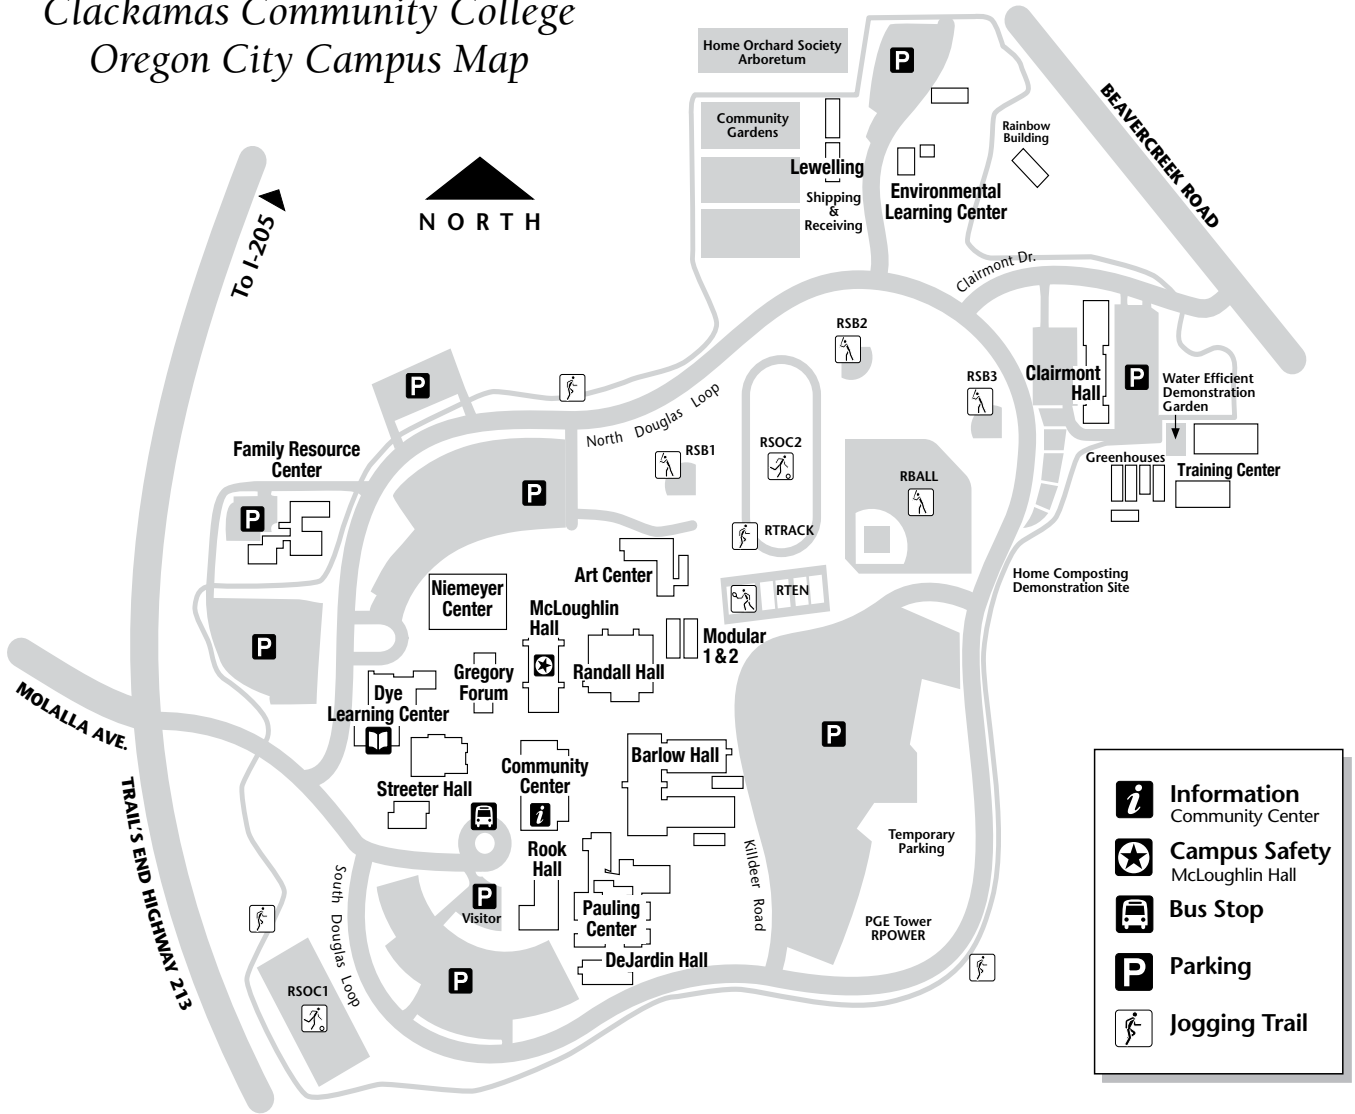 Clackamas Community College
Oregon City Campus Map
Home Orchard Society
Arboretum
P
BEAVERCREEK ROAD
Community
Gardens
Rainbow
Building
Lewelling
Shipping
&
Receiving
Environmental
Learning Center
NORTH
To I-205
Clairmont Dr.
RSB2
RSB3
Clairmont
Hall
P
Water Efficient
Demonstration
Garden
P
North Douglas Loop
RSB1
RSOC2
RBALL
Greenhouses
Training Center
Family Resource
Center
P
P
RTRACK
Art Center
RTEN
Home Composting
Demonstration Site
Niemeyer
Center
McLoughlin
Hall
Modular
1 & 2
P
Gregory
Forum
Randall Hall
Dye
Learning Center
MOLALLA AVE.
TRAIL'S END HIGHWAY 213
P
Barlow Hall
Community
Center
i
Streeter Hall
Rook
Hall
Killdeer Road
Temporary
Parking
PGE Tower
RPOWER
South Douglas Loop
P
Visitor
Pauling
Center
DeJardin Hall
P
RSOC1
i
Information
Community Center
Campus Safety
McLoughlin Hall
Bus Stop
P
Parking
Jogging Trail